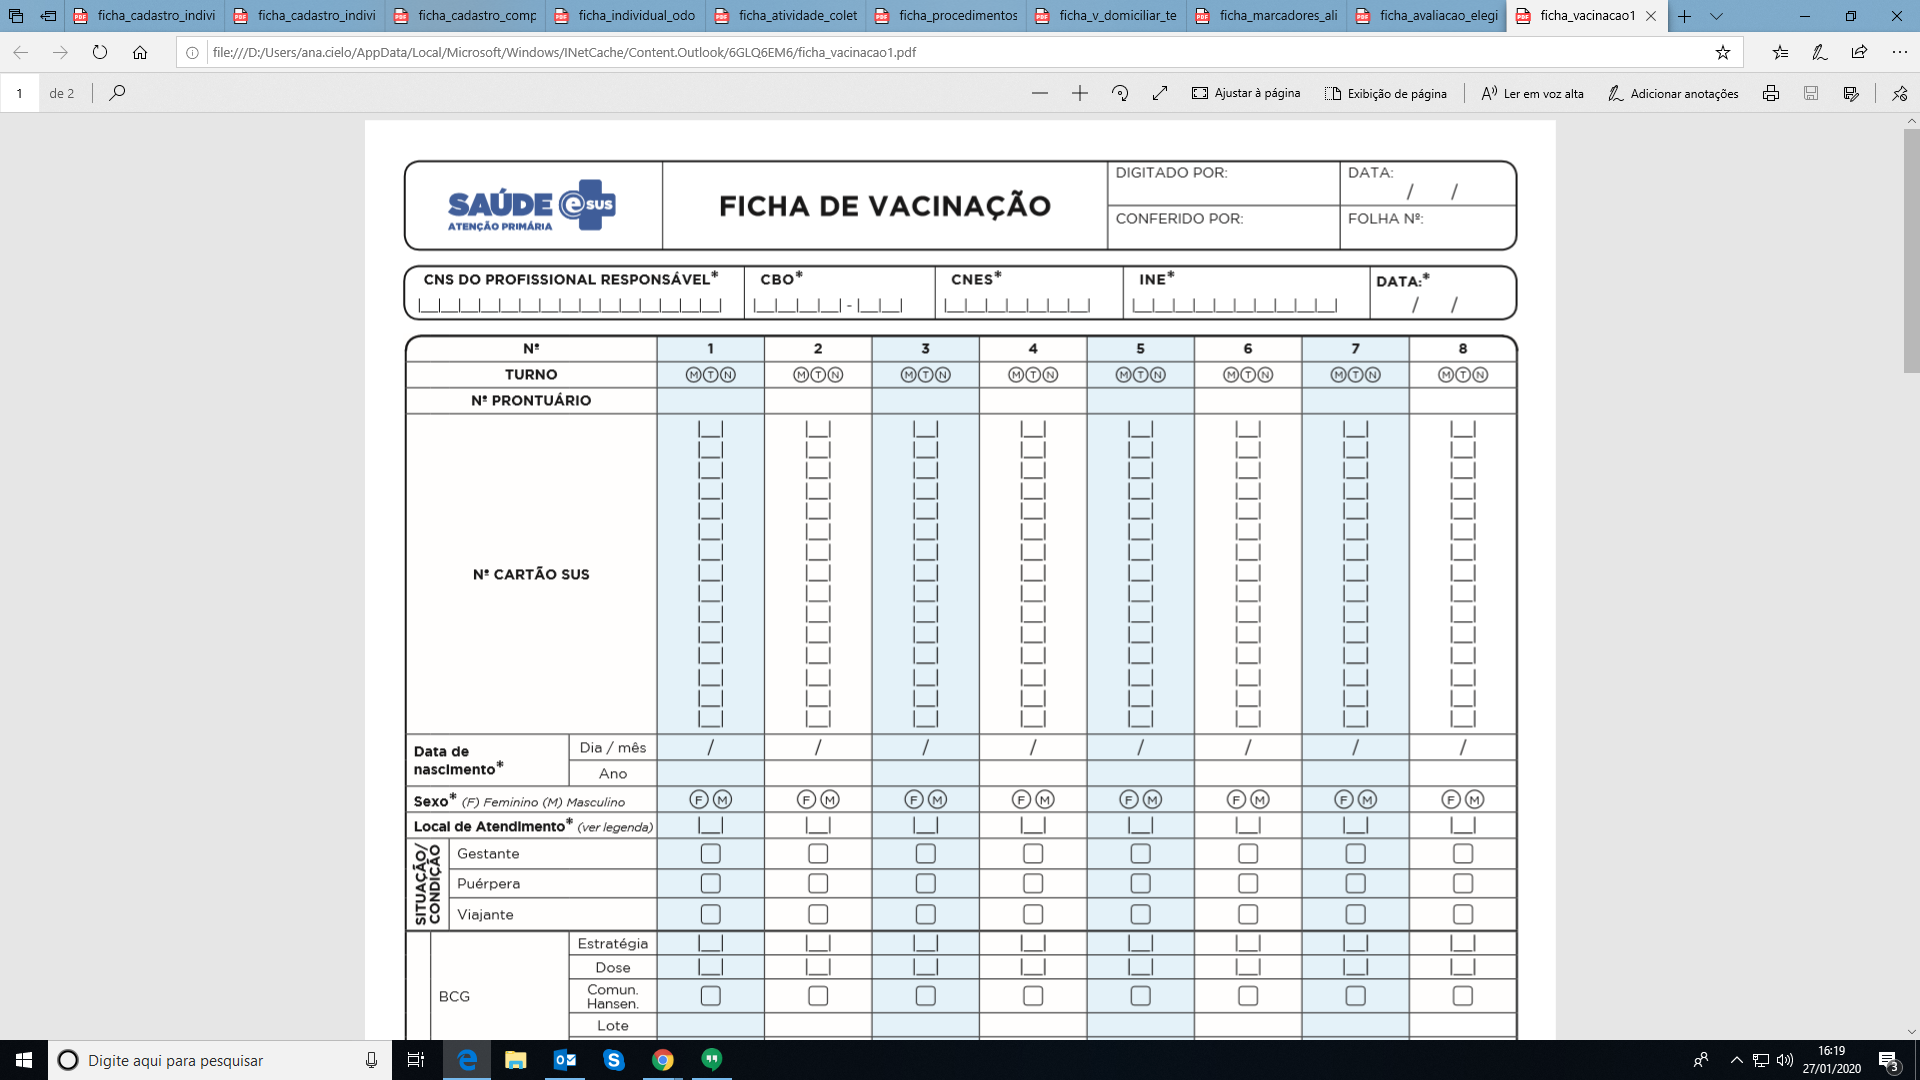 ficha_cadastro_indivi ficha_cadastro_indivi ficha_cadastro_comp ficha_individual_odo ficha_atividade_colet ficha_procedimentos ficha_v_domiciliar_te ficha_marcadores_ali ficha_avaliacao_elegi ficha_vacinacao1
file:///D:/Users/ana.cielo/AppData/Local/Microsoft/Windows/INetCache/Content.Outlook/6GLQ6EM6/ficha_vacinacao1.pdf
1 de 2 Ajustar à página Exibição de página Ler em voz alta Adicionar anotações
SAÚDE e SUS
ATENÇÃO PRIMÁRIA
FICHA DE VACINAÇÃO
DIGITADO POR: DATA: / /
CONFERIDO POR: FOLHA Nº:
CNS DO PROFISSIONAL RESPONSÁVEL* CBO* CNES* INE* DATA:*
- / /
Nº 1 2 3 4 5 6 7 8
TURNO M T N M T N M T N M T N M T N M T N M T N M T N
Nº PRONTUÁRIO
Nº CARTÃO SUS
Data de nascimento* Dia / mês / / / / / / / /
Ano
Sexo* (F) Feminino (M) Masculino F M F M F M F M F M F M F M F M
Local de Atendimento* (ver legenda)
SITUAÇÃO/
CONDIÇÃO
Gestante
Puérpera
Viajante
BCG
Estratégia
Dose
Comun.
Hansen.
Lote
Digite aqui para pesquisar
16:19
27/01/2020
3